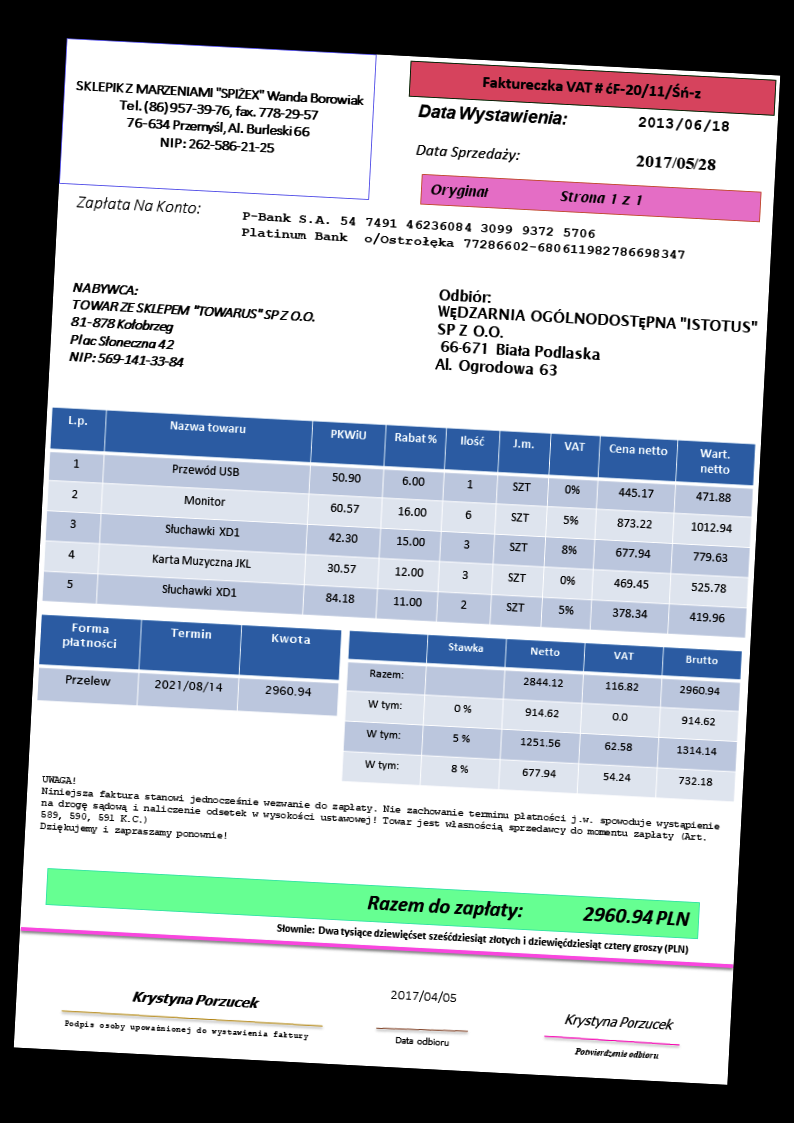 SKLEPIK Z MARZENIAMI "SPIŻEX" Wanda Borowiak
Tel. (86) 957-39-76, fax. 778-29-57
76-634 Przemyśl, Al. Burleski 66
NIP: 262-586-21-25
Faktureczka VAT # ćF-20/11/Śń-z
Data Wystawienia: 2013/06/18
Data Sprzedaży: 2017/05/28
Oryginał Strona 1 z 1
Zapłata Na Konto: P-Bank S.A. 54 7491 46236084 3099 9372 5706
Platinum Bank o/Ostrołęka 77286602-680611982786698347
NABYWCA:
TOWAR ZE SKLEPEM "TOWARUS" SP Z O.O.
81-878 Kołobrzeg
Plac Słoneczna 42
NIP: 569-141-33-84
Odbiór:
WĘDZARNIA OGÓLNODOSTĘPNA "ISTOTUS"
SP Z O.O.
66-671 Biała Podlaska
Al. Ogrodowa 63
L.p. Nazwa towaru PKWiU Rabat % Ilość J.m. VAT Cena netto Wart. netto
1 Przewód USB 50.90 6.00 1 SZT 0% 445.17 471.88
2 Monitor 60.57 16.00 6 SZT 5% 873.22 1012.94
3 Słuchawki XD1 42.30 15.00 3 SZT 8% 677.94 779.63
4 Karta Muzyczna JKL 30.57 12.00 3 SZT 0% 469.45 525.78
5 Słuchawki XD1 84.18 11.00 2 SZT 5% 378.34 419.96
Forma płatności Termin Kwota
Przelew 2021/08/14 2960.94
Stawka Netto VAT Brutto
Razem: 2844.12 116.82 2960.94
W tym: 0 % 914.62 0.0 914.62
W tym: 5 % 1251.56 62.58 1314.14
W tym: 8 % 677.94 54.24 732.18
UWAGA!
Niniejsza faktura stanowi jednocześnie wezwanie do zapłaty. Nie zachowanie terminu płatności j.w. spowoduje wystąpienie
na drogę sądową i naliczenie odsetek w wysokości ustawowej! Towar jest własnością sprzedawcy do momentu zapłaty (Art.
589, 590, 591 K.C.)
Dziękujemy i zapraszamy ponownie!
Razem do zapłaty: 2960.94 PLN
Słownie: Dwa tysiące dziewięćset sześćdziesiąt złotych i dziewięćdziesiąt cztery groszy (PLN)
Krystyna Porzucek
Podpis osoby upoważnionej do wystawienia faktury
2017/04/05
Data odbioru
Krystyna Porzucek
Potwierdzenie odbioru